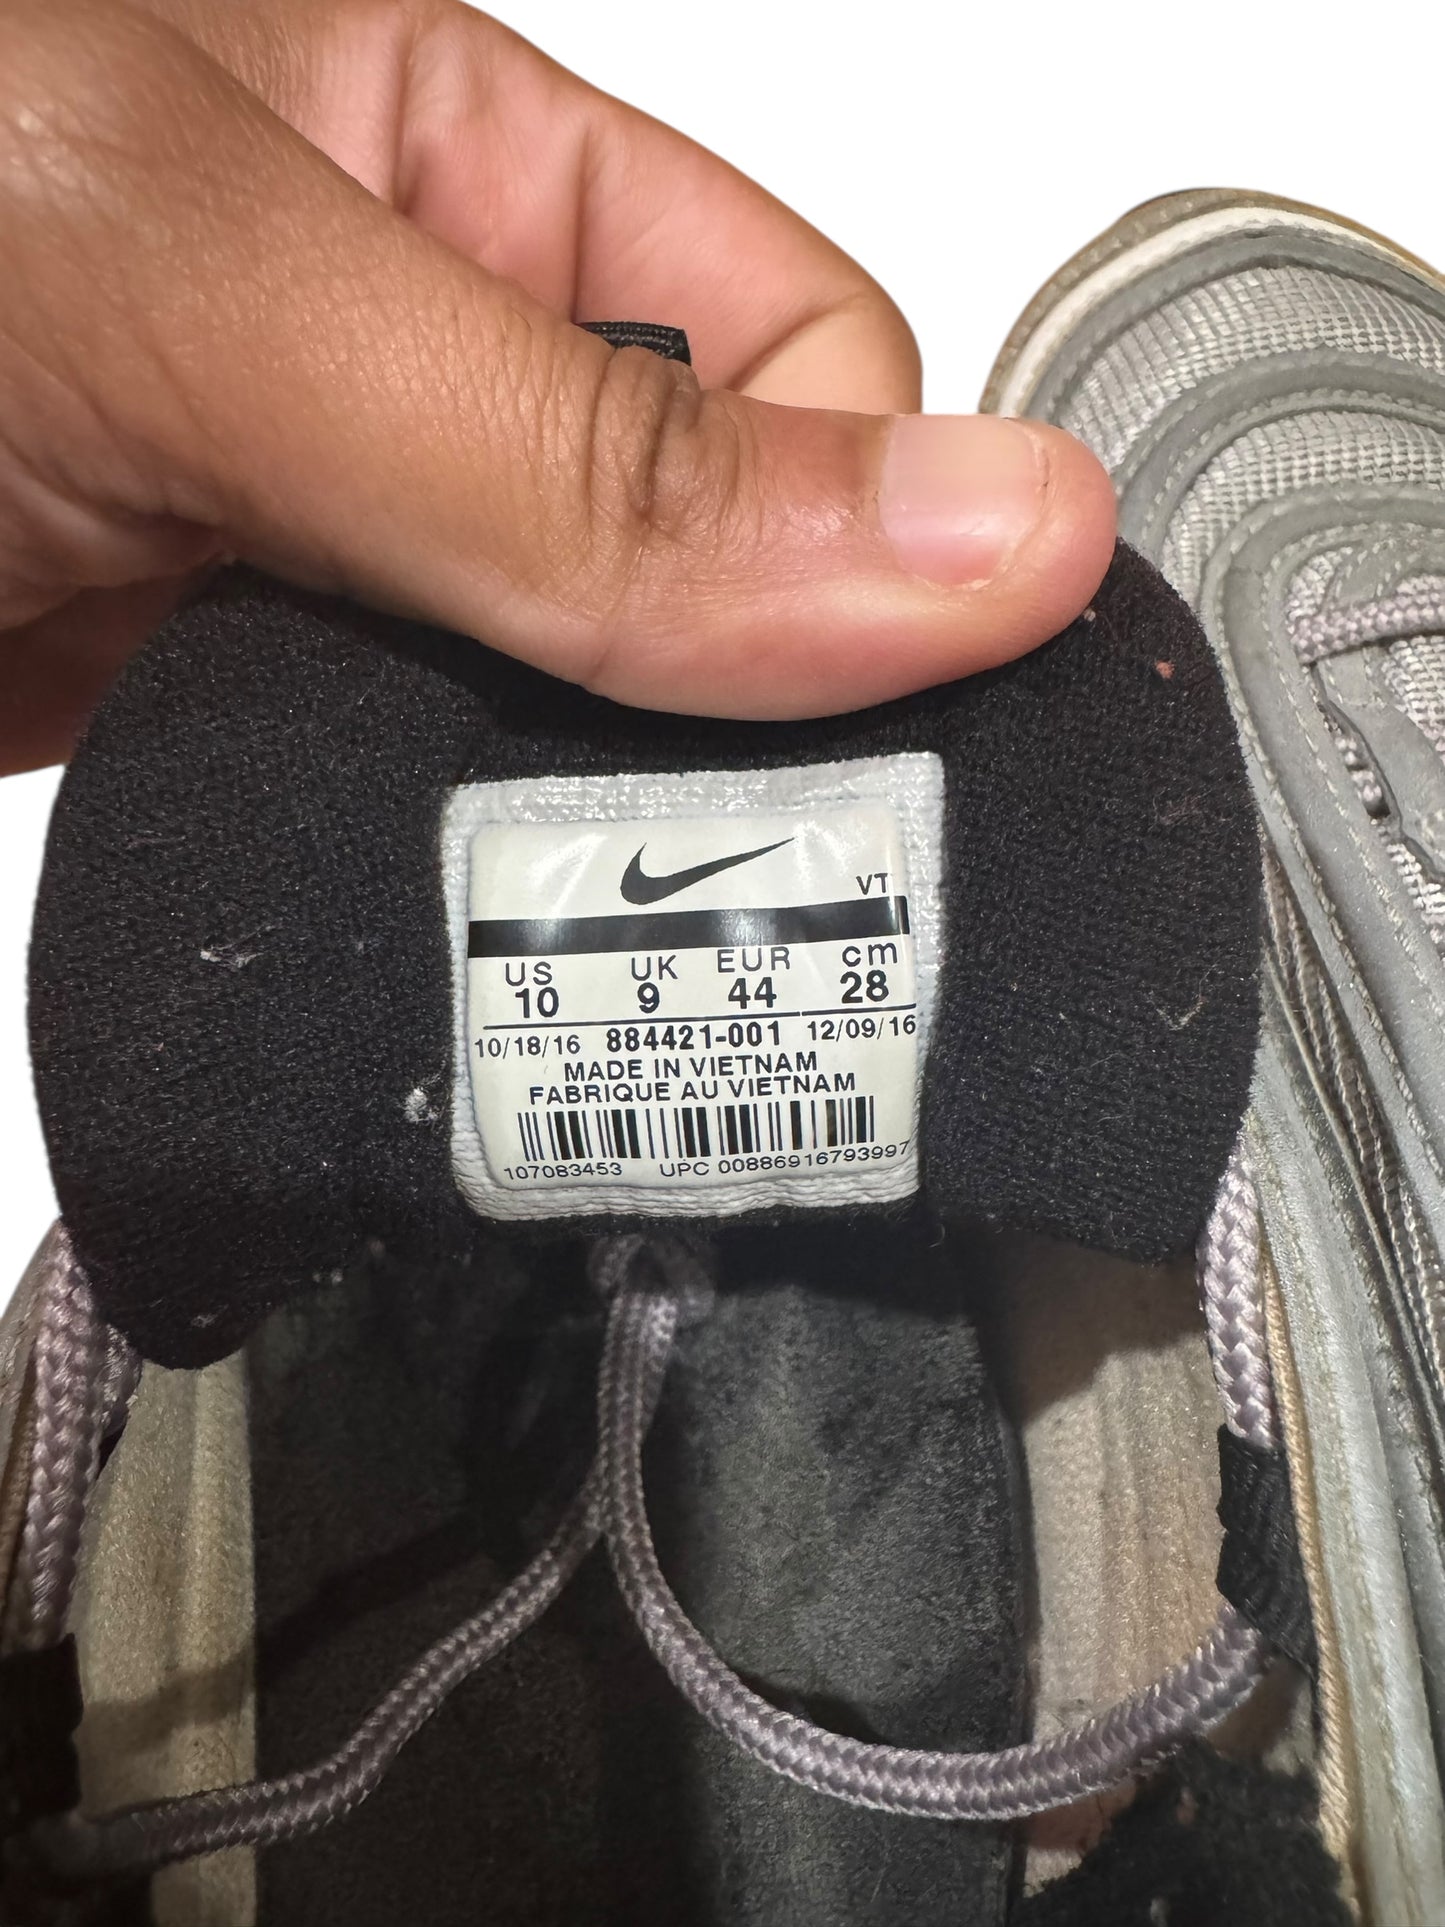 VT
US UK EUR cm
10 9 44 28
10/18/16 884421-001 12/09/16
MADE IN VIETNAM
FABRIQUE AU VIETNAM
107083453 UPC 00886916793997